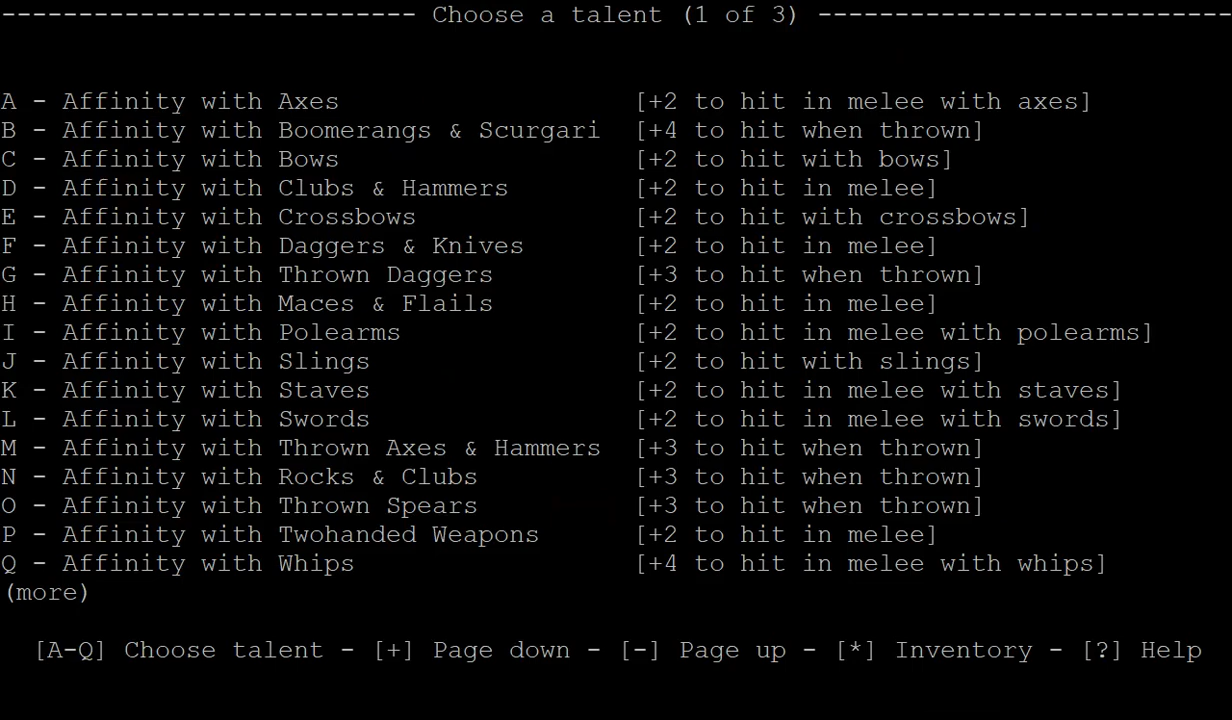 --------------------------- Choose a talent (1 of 3) ---------------------------
A - Affinity with Axes [+2 to hit in melee with axes]
B - Affinity with Boomerangs & Scurgari [+4 to hit when thrown]
C - Affinity with Bows [+2 to hit with bows]
D - Affinity with Clubs & Hammers [+2 to hit in melee]
E - Affinity with Crossbows [+2 to hit with crossbows]
F - Affinity with Daggers & Knives [+2 to hit in melee]
G - Affinity with Thrown Daggers [+3 to hit when thrown]
H - Affinity with Maces & Flails [+2 to hit in melee]
I - Affinity with Polearms [+2 to hit in melee with polearms]
J - Affinity with Slings [+2 to hit with slings]
K - Affinity with Staves [+2 to hit in melee with staves]
L - Affinity with Swords [+2 to hit in melee with swords]
M - Affinity with Thrown Axes & Hammers [+3 to hit when thrown]
N - Affinity with Rocks & Clubs [+3 to hit when thrown]
O - Affinity with Thrown Spears [+3 to hit when thrown]
P - Affinity with Twohanded Weapons [+2 to hit in melee]
Q - Affinity with Whips [+4 to hit in melee with whips]
(more)
[A-Q] Choose talent - [+] Page down - [-] Page up - [*] Inventory - [?] Help